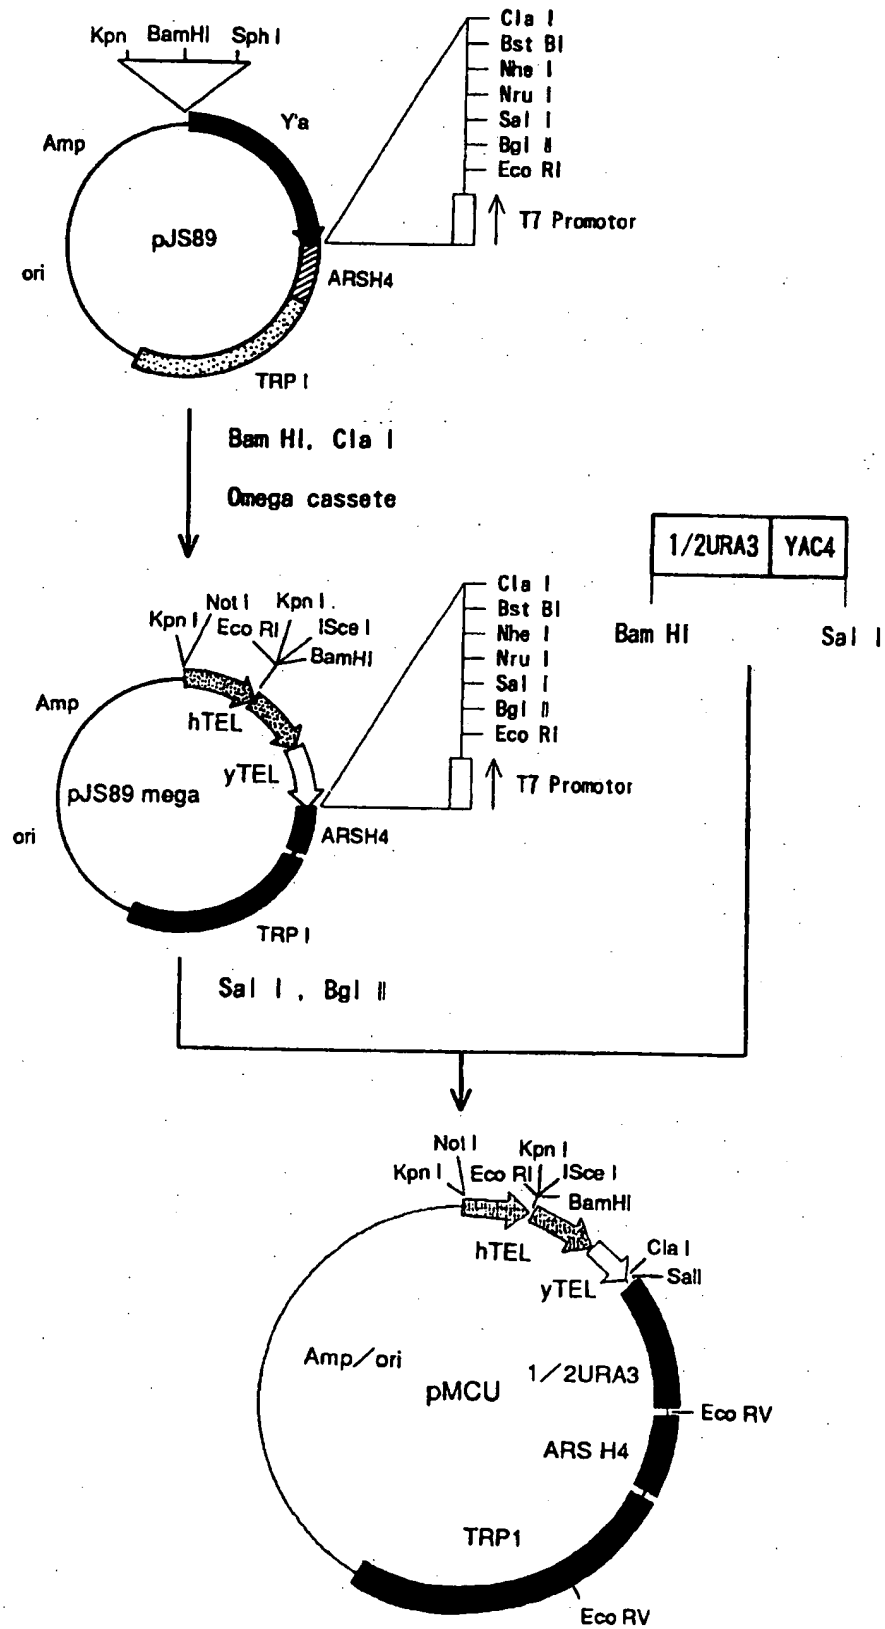 Kpn BamHI Sph I
Cla I
Bst BI
Nhe I
Nru I
Sal I
Bgl II
Eco RI
T7 Promotor
Y'a
Amp
pJS89
ori
ARSH4
TRP I
Bam HI, Cla I
Omega cassete
1/2URA3 YAC4
Bam HI
Sal I
Kpn I
Not I
Eco RI
Kpn I.
ISce I
BamHI
Cla I
Bst BI
Nhe I
Nru I
Sal I
Bgl II
Eco RI
T7 Promotor
Amp
hTEL
yTEL
pJS89 mega
ori
ARSH4
TRP I
Sal I, Bgl II
Not I
Kpn I
Eco RI
Kpn I
ISce I
BamHI
hTEL
Cla I
SalI
yTEL
Amp/ori
pMCU
1/2URA3
Eco RV
ARS H4
TRP1
Eco RV